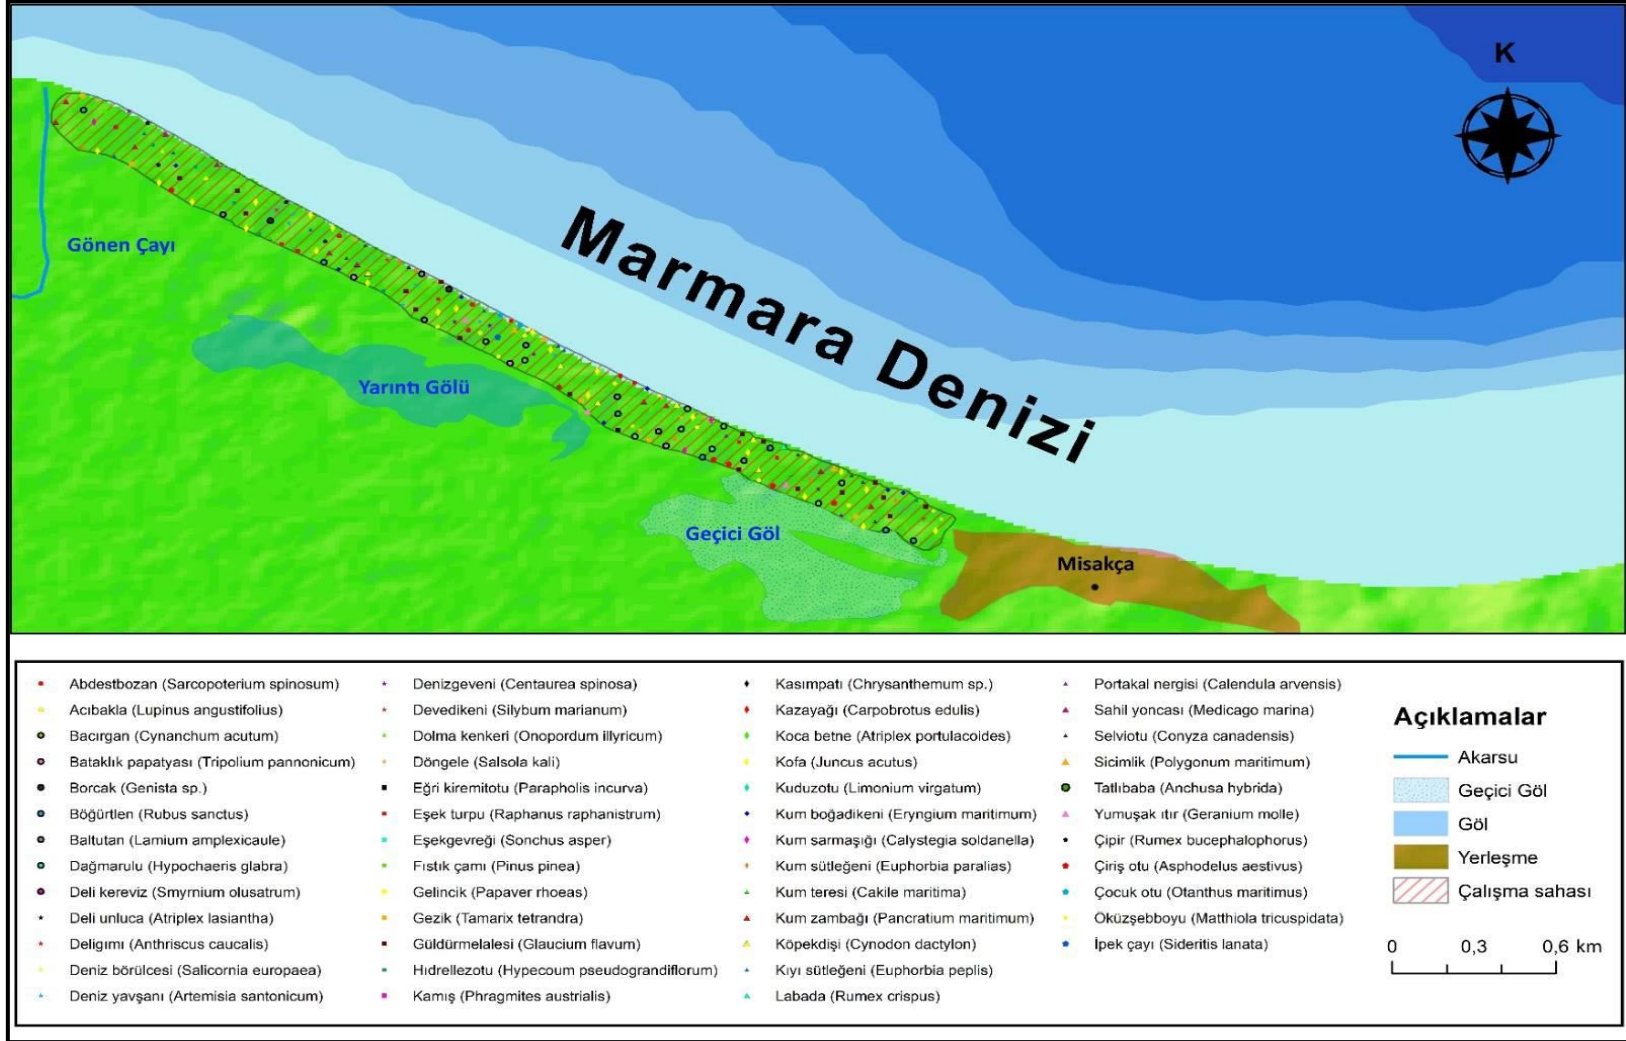 K
Marmara Denizi
Gönen Çayı
Yarıntı Gölü
Geçici Göl
Misakça
Abdestbozan (Sarcopoterium spinosum)
Acıbakla (Lupinus angustifolius)
Bacırgan (Cynanchum acutum)
Bataklık papatyası (Tripolium pannonicum)
Borcak (Genista sp.)
Böğürtlen (Rubus sanctus)
Baltutan (Lamium amplexicaule)
Dağmarulu (Hypochaeris glabra)
Deli kereviz (Smyrnium olusatrum)
Deli unluca (Atriplex lasiantha)
Deligımı (Anthriscus caucalis)
Deniz börülcesi (Salicornia europaea)
Deniz yavşanı (Artemisia santonicum)
Denizgeveni (Centaurea spinosa)
Devedikeni (Silybum marianum)
Dolma kenkeri (Onopordum illyricum)
Döngele (Salsola kali)
Eğri kiremitotu (Parapholis incurva)
Eşek turpu (Raphanus raphanistrum)
Eşekgevreği (Sonchus asper)
Fıstık çamı (Pinus pinea)
Gelincik (Papaver rhoeas)
Gezik (Tamarix tetrandra)
Güldürmelalesi (Glaucium flavum)
Hıdrellezotu (Hypecoum pseudograndiflorum)
Kamış (Phragmites austrialis)
Kasımpatı (Chrysanthemum sp.)
Kazayağı (Carpobrotus edulis)
Koca betne (Atriplex portulacoides)
Kofa (Juncus acutus)
Kuduzotu (Limonium virgatum)
Kum boğadikeni (Eryngium maritimum)
Kum sarmaşığı (Calystegia soldanella)
Kum sütleğeni (Euphorbia paralias)
Kum teresi (Cakile maritima)
Kum zambağı (Pancratium maritimum)
Köpekdişi (Cynodon dactylon)
Kıyı sütleğeni (Euphorbia peplis)
Labada (Rumex crispus)
Portakal nergisi (Calendula arvensis)
Sahil yoncası (Medicago marina)
Selviotu (Conyza canadensis)
Sicimlik (Polygonum maritimum)
Tatlıbaba (Anchusa hybrida)
Yumuşak ıtır (Geranium molle)
Çipir (Rumex bucephalophorus)
Çiriş otu (Asphodelus aestivus)
Çocuk otu (Otanthus maritimus)
Öküzşebboyu (Matthiola tricuspidata)
İpek çayı (Sideritis lanata)
Açıklamalar
Akarsu
Geçici Göl
Göl
Yerleşme
Çalışma sahası
0 0,3 0,6 km